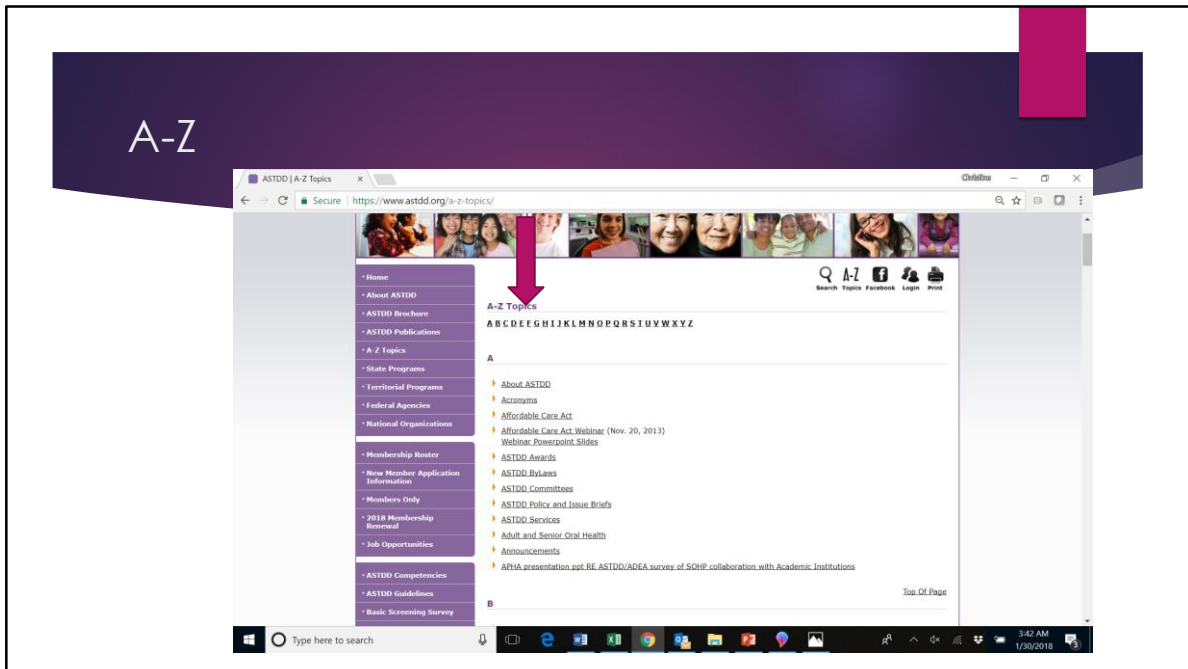 A-Z
ASTDD | A-Z Topics
Christina
Secure | https://www.astdd.org/a-z-topics/
Search Topics Facebook Login Print
A-Z
A-Z Topics
A B C D E F G H I J K L M N O P Q R S T U V W X Y Z
Home
About ASTDD
ASTDD Brochure
ASTDD Publications
A-Z Topics
State Programs
Territorial Programs
Federal Agencies
National Organizations
Membership Roster
New Member Application
Information
Members Only
2018 Membership
Renewal
Job Opportunities
ASTDD Competencies
ASTDD Guidelines
Basic Screening Survey
A
About ASTDD
Acronyms
Affordable Care Act
Affordable Care Act Webinar (Nov. 20, 2013)
Webinar Powerpoint Slides
ASTDD Awards
ASTDD ByLaws
ASTDD Committees
ASTDD Policy and Issue Briefs
ASTDD Services
Adult and Senior Oral Health
Announcements
APHA presentation ppt RE ASTDD/ADEA survey of SOHP collaboration with Academic Institutions
Top Of Page
B
Type here to search
3:42 AM
1/30/2018